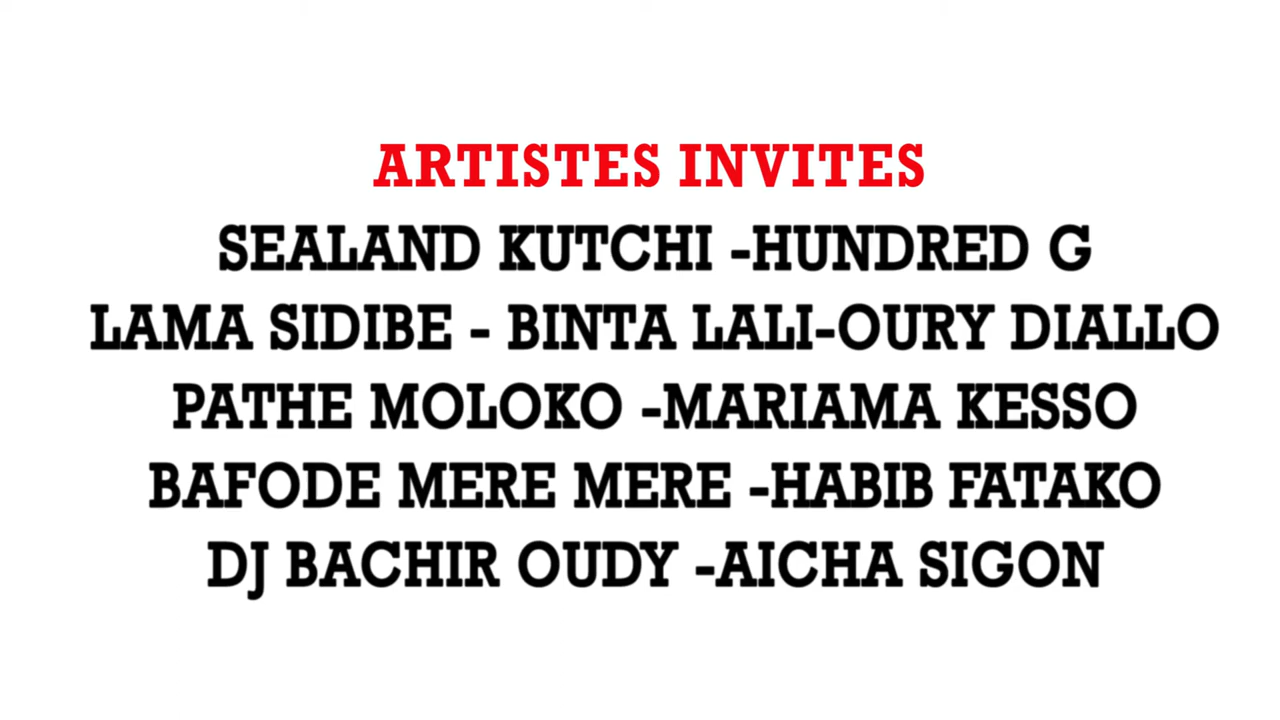 ARTISTES INVITES
SEALAND KUTCHI -HUNDRED G
LAMA SIDIBE - BINTA LALI-OURY DIALLO
PATHE MOLOKO -MARIAMA KESSO
BAFODE MERE MERE -HABIB FATAKO
DJ BACHIR OUDY -AICHA SIGON